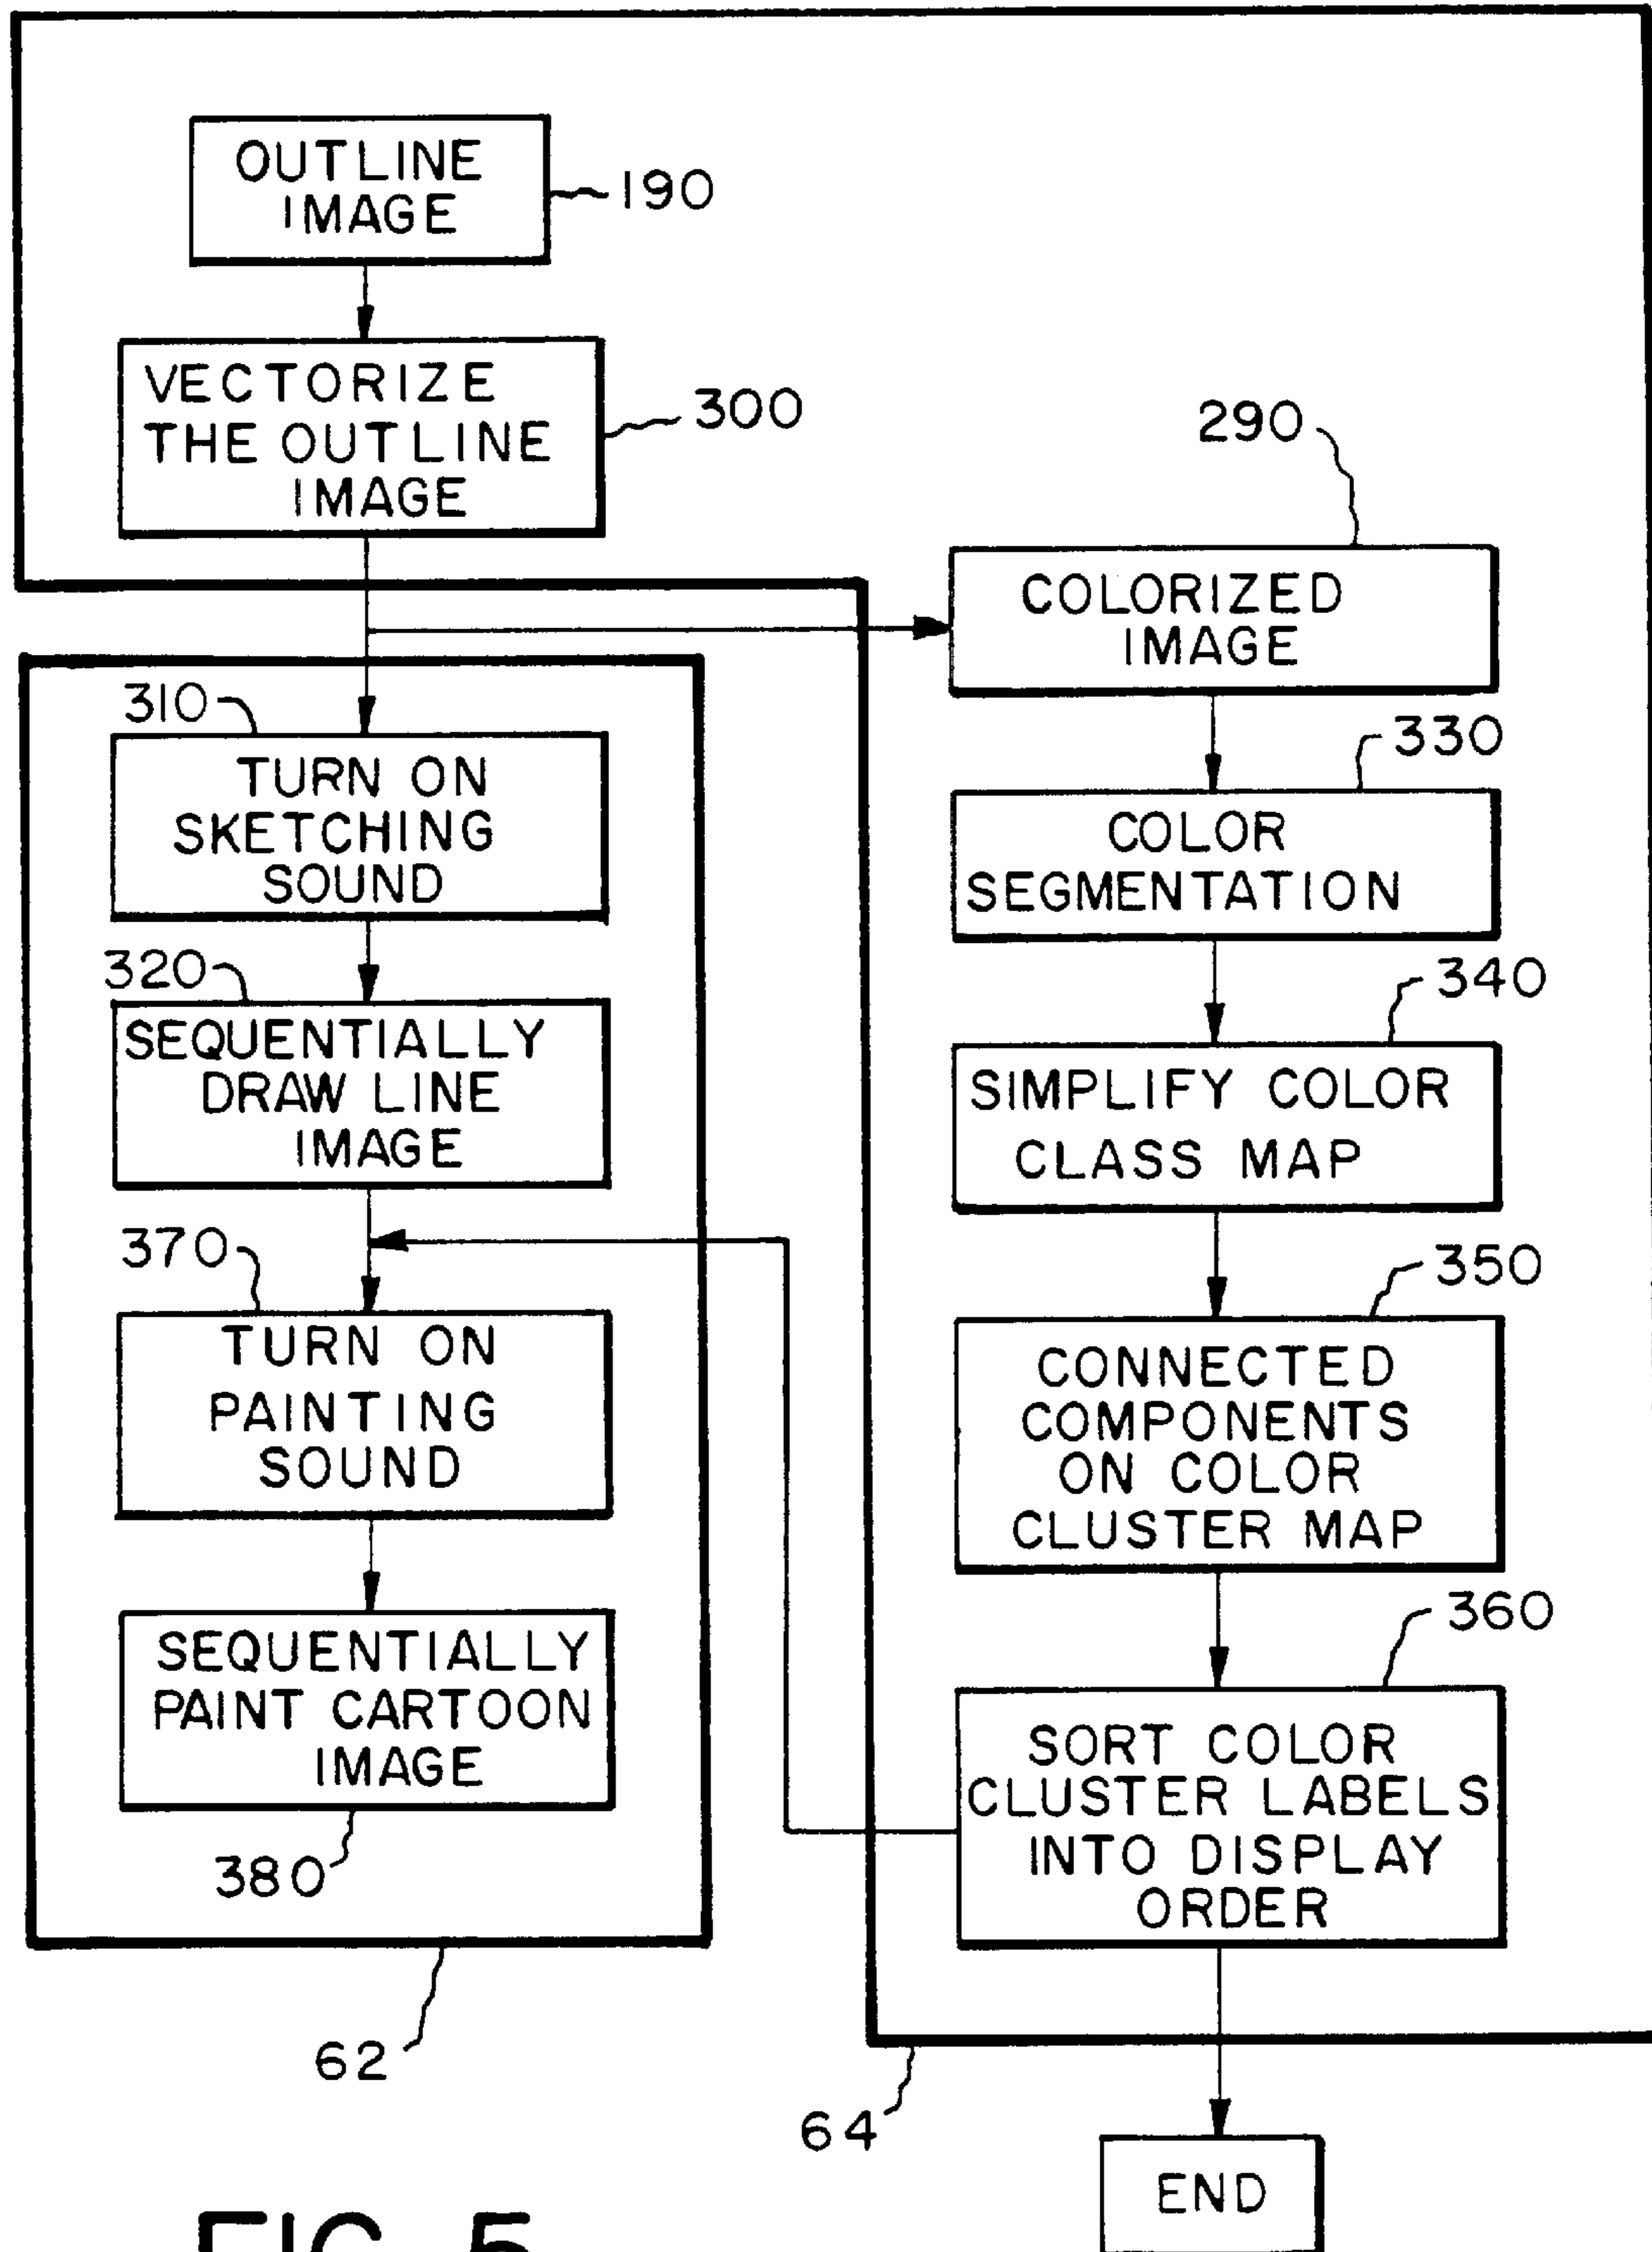 OUTLINE
IMAGE
190
VECTORIZE
THE OUTLINE
IMAGE
300
290
COLORIZED
IMAGE
310
TURN ON
SKETCHING
SOUND
330
COLOR
SEGMENTATION
320
SEQUENTIALLY
DRAW LINE
IMAGE
340
SIMPLIFY COLOR
CLASS MAP
370
TURN ON
PAINTING
SOUND
350
CONNECTED
COMPONENTS
ON COLOR
CLUSTER MAP
SEQUENTIALLY
PAINT CARTOON
IMAGE
380
360
SORT COLOR
CLUSTER LABELS
INTO DISPLAY
ORDER
62
64
END
FIG. 5